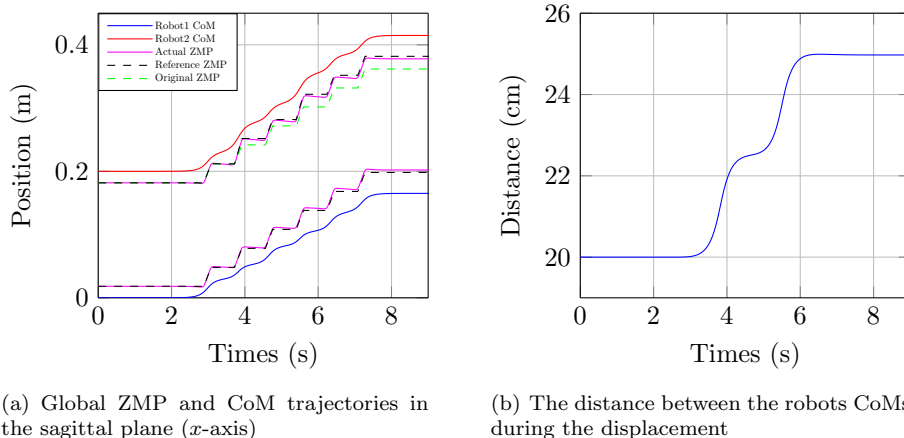 Robot1 CoM
Robot2 CoM
Actual ZMP
Reference ZMP
Original ZMP
0.4
0.2
0
Position (m)
0 2 4 6 8
Times (s)
(a) Global ZMP and CoM trajectories in
the sagittal plane (x-axis)
26
24
22
20
Distance (cm)
0 2 4 6 8
Times (s)
(b) The distance between the robots CoMs
during the displacement